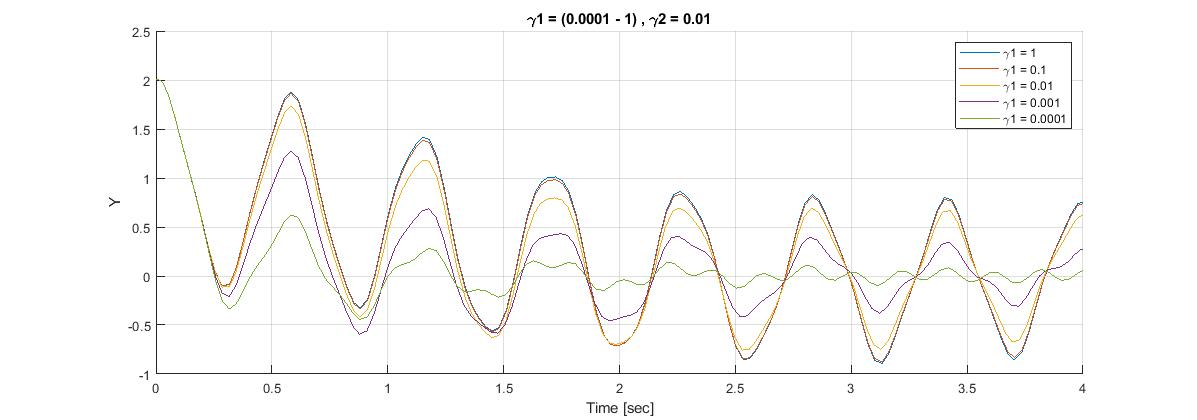 γ1 = (0.0001 - 1) , γ2 = 0.01
2.5
2
1.5
1
0.5
0
-0.5
-1
Y
γ1 = 1
γ1 = 0.1
γ1 = 0.01
γ1 = 0.001
γ1 = 0.0001
0 0.5 1 1.5 2 2.5 3 3.5 4
Time [sec]